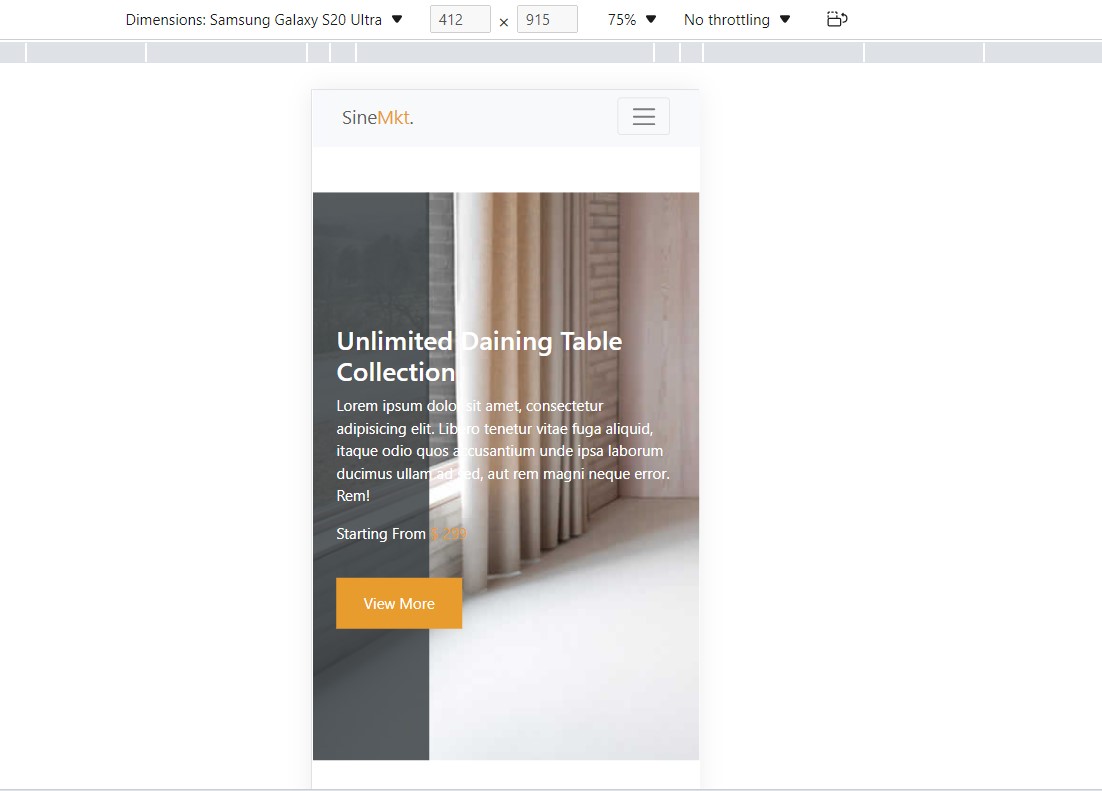 Dimensions: Samsung Galaxy S20 Ultra 412 × 915 75% No throttling
SineMkt.
Unlimited Daining Table
Collection
Lorem ipsum dolor sit amet, consectetur
adipisicing elit. Libero tenetur vitae fuga aliquid,
itaque odio quos accusantium unde ipsa laborum
ducimus ullam ad sed, aut rem magni neque error.
Rem!
Starting From $ 299
View More